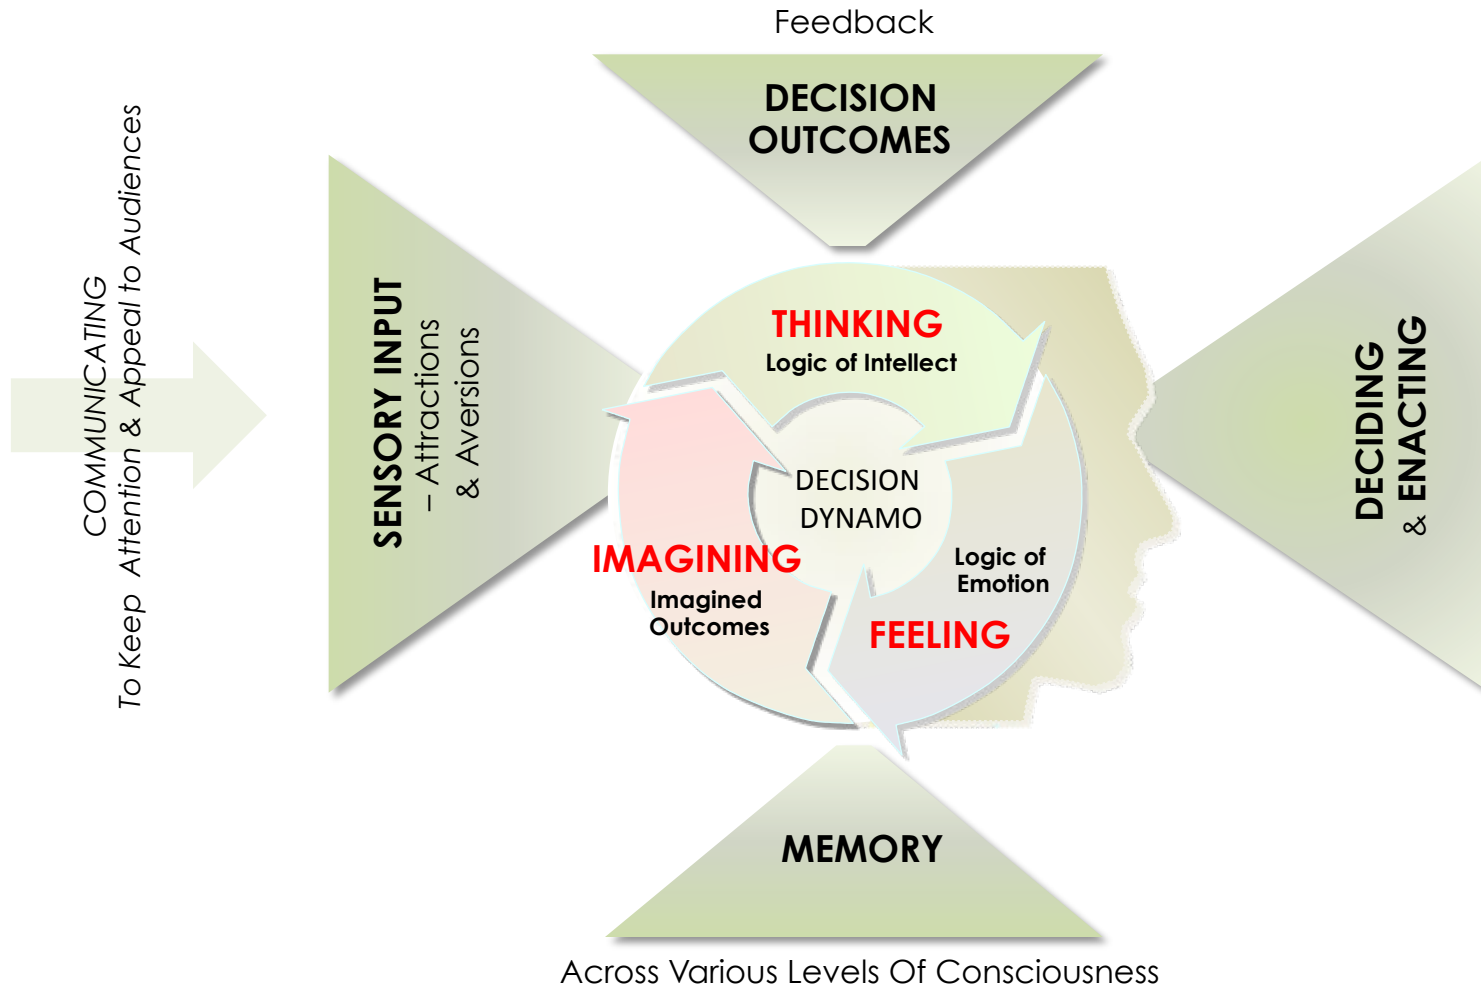 Feedback
DECISION
OUTCOMES
COMMUNICATING
To Keep Attention & Appeal to Audiences
SENSORY INPUT
– Attractions
& Aversions
THINKING
Logic of Intellect
DECISION
DYNAMO
IMAGINING
Imagined
Outcomes
Logic of
Emotion
FEELING
DECIDING
& ENACTING
MEMORY
Across Various Levels Of Consciousness